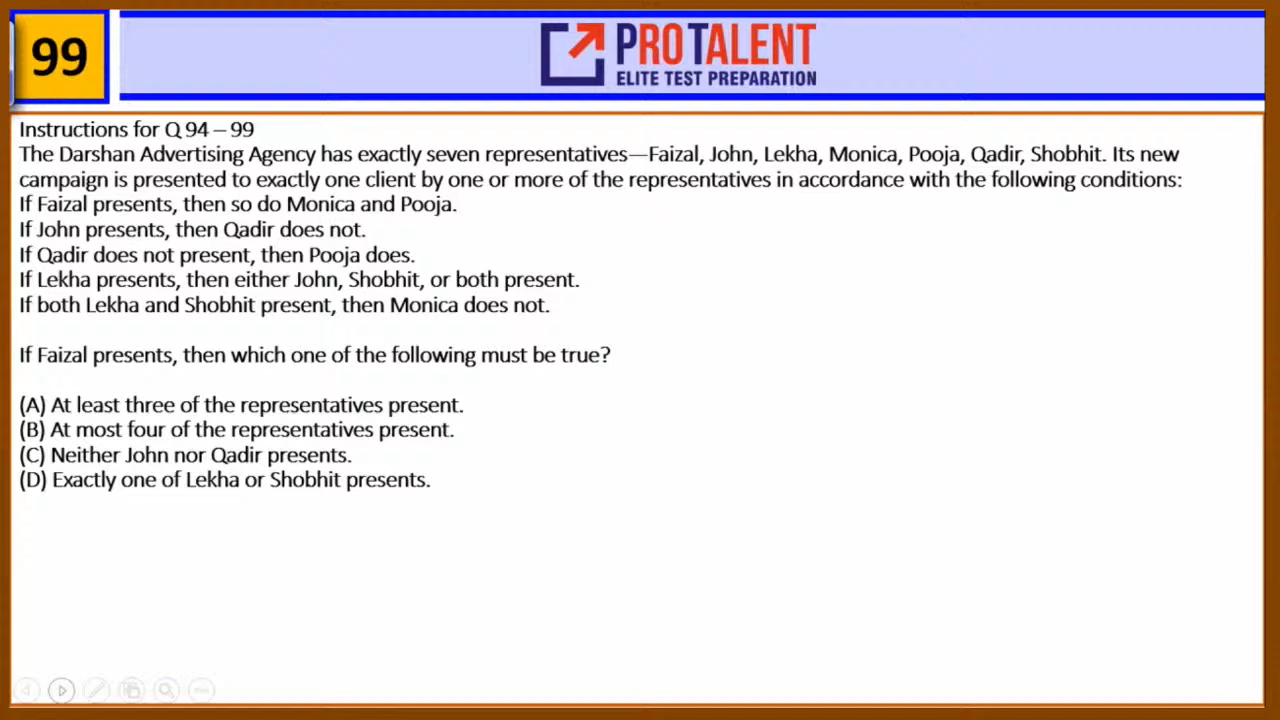 99
PROTALENT
ELITE TEST PREPARATION
Instructions for Q 94 – 99
The Darshan Advertising Agency has exactly seven representatives—Faizal, John, Lekha, Monica, Pooja, Qadir, Shobhit. Its new
campaign is presented to exactly one client by one or more of the representatives in accordance with the following conditions:
If Faizal presents, then so do Monica and Pooja.
If John presents, then Qadir does not.
If Qadir does not present, then Pooja does.
If Lekha presents, then either John, Shobhit, or both present.
If both Lekha and Shobhit present, then Monica does not.
If Faizal presents, then which one of the following must be true?
(A) At least three of the representatives present.
(B) At most four of the representatives present.
(C) Neither John nor Qadir presents.
(D) Exactly one of Lekha or Shobhit presents.